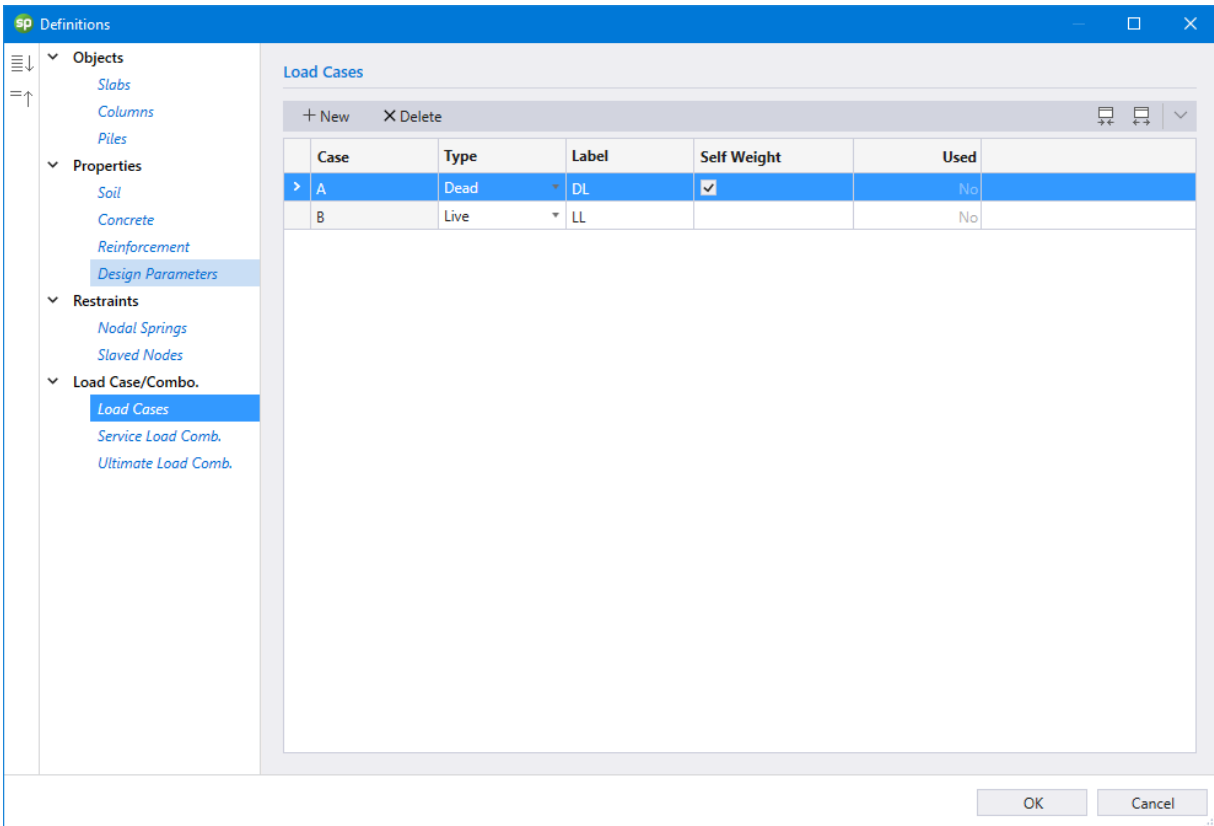 sp Definitions
Objects
Slabs
Columns
Piles
Properties
Soil
Concrete
Reinforcement
Design Parameters
Restraints
Nodal Springs
Slaved Nodes
Load Case/Combo.
Load Cases
Service Load Comb.
Ultimate Load Comb.
Load Cases
New Delete
Case Type Label Self Weight Used
A Dead DL No
B Live LL No
OK Cancel